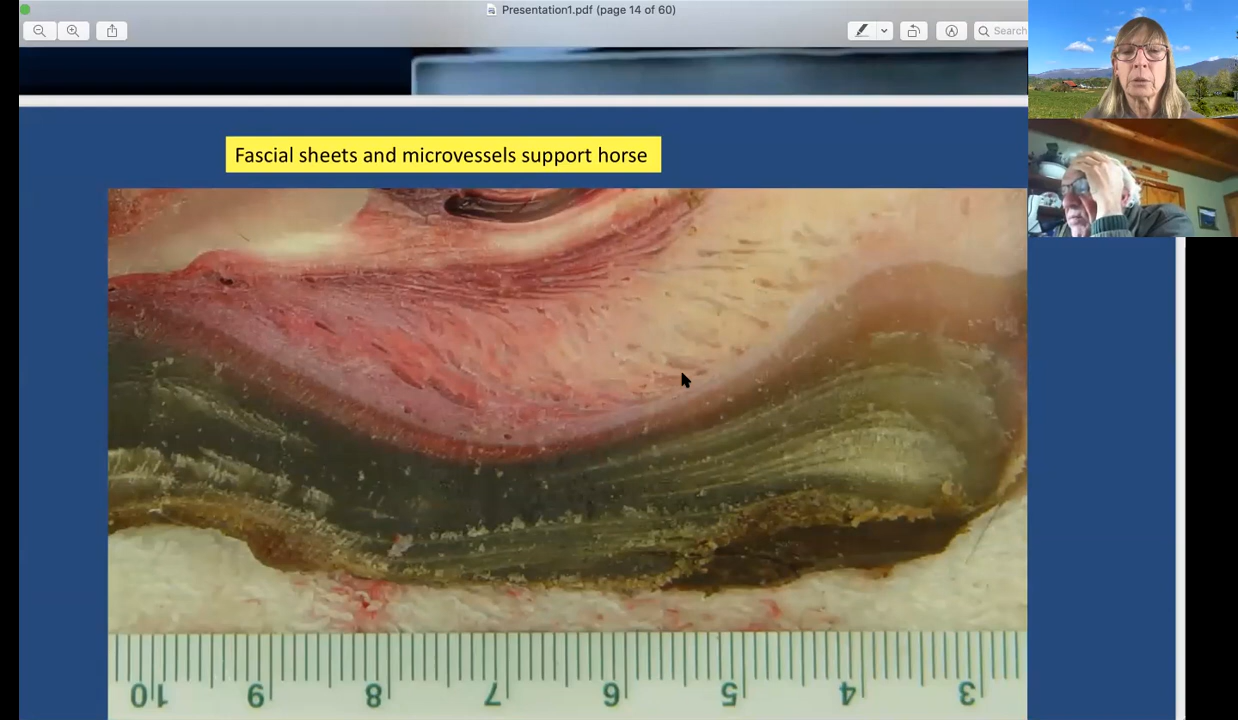 Presentation1.pdf (page 14 of 60)
Search
Fascial sheets and microvessels support horse
10 9 8 7 6 5 4 3